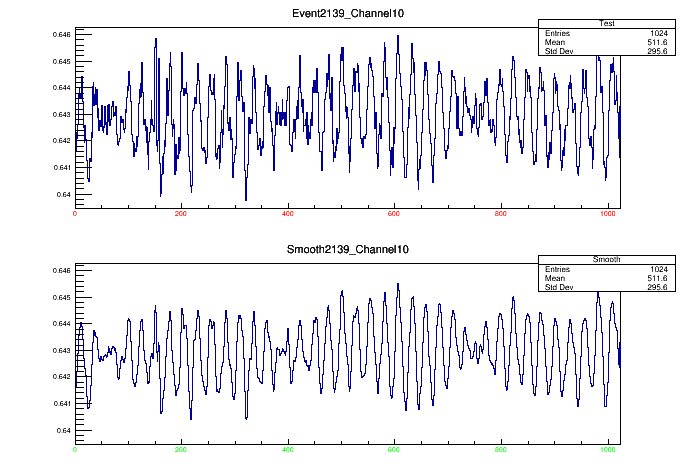 Event2139_Channel10
Test
Entries 1024
Mean 511.6
Std Dev 295.6
0.646
0.645
0.644
0.643
0.642
0.641
0.64
0 200 400 600 800 1000
Smooth2139_Channel10
Smooth
Entries 1024
Mean 511.6
Std Dev 295.6
0.646
0.645
0.644
0.643
0.642
0.641
0.64
0 200 400 600 800 1000